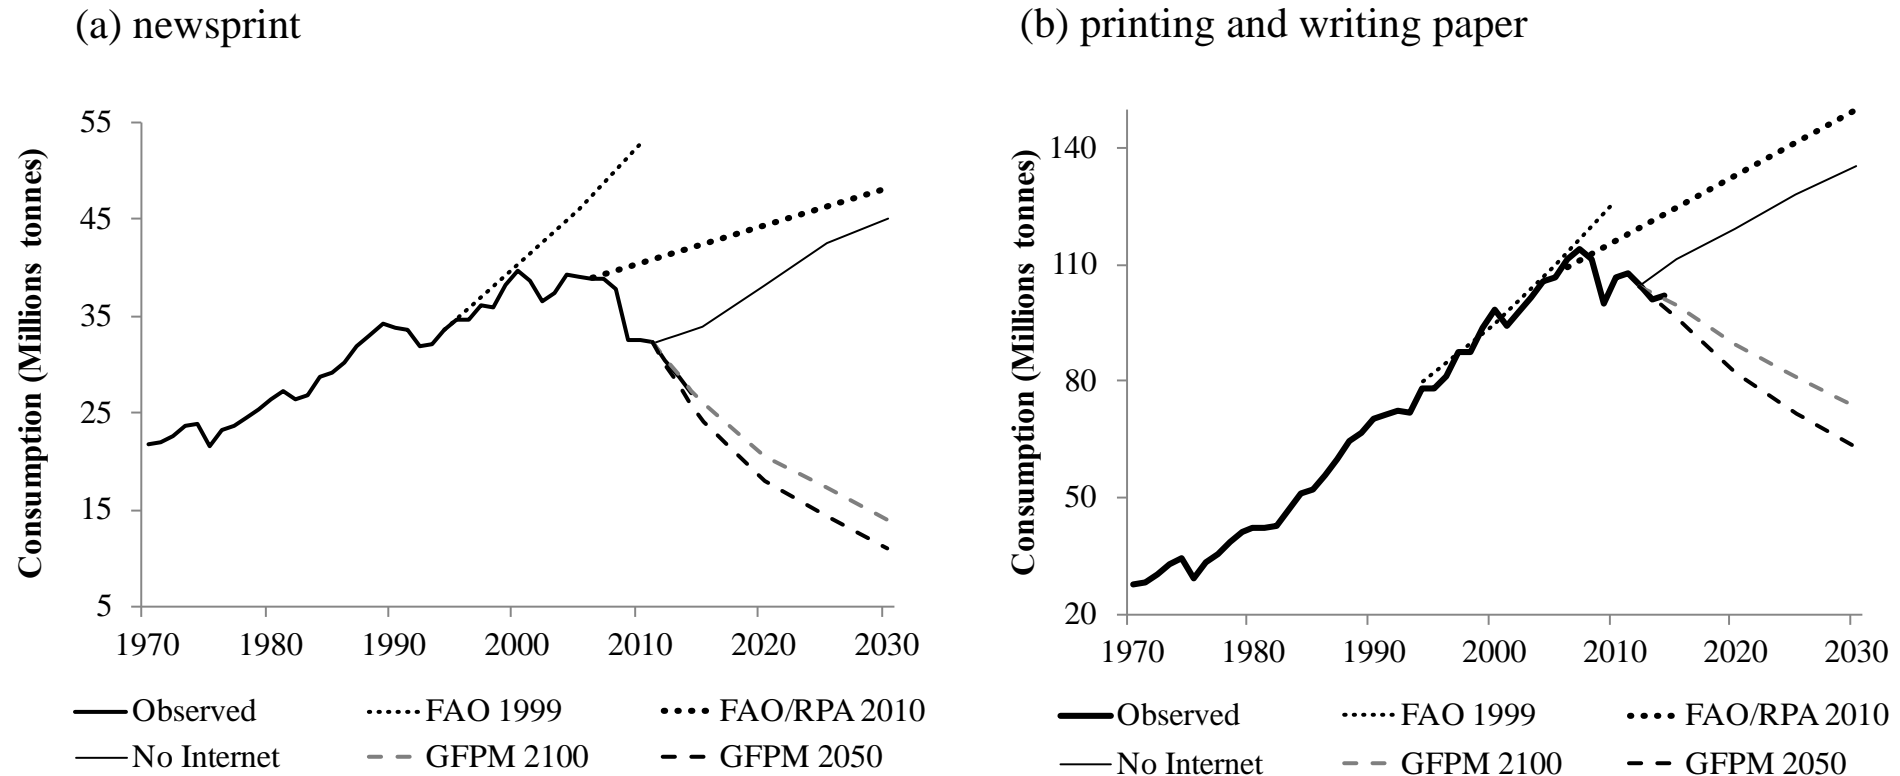 (a) newsprint
Consumption (Millions tonnes)
55
45
35
25
15
5
1970 1980 1990 2000 2010 2020 2030
Observed FAO 1999 FAO/RPA 2010
No Internet GFPM 2100 GFPM 2050
(b) printing and writing paper
Consumption (Millions tonnes)
140
110
80
50
20
1970 1980 1990 2000 2010 2020 2030
Observed FAO 1999 FAO/RPA 2010
No Internet GFPM 2100 GFPM 2050